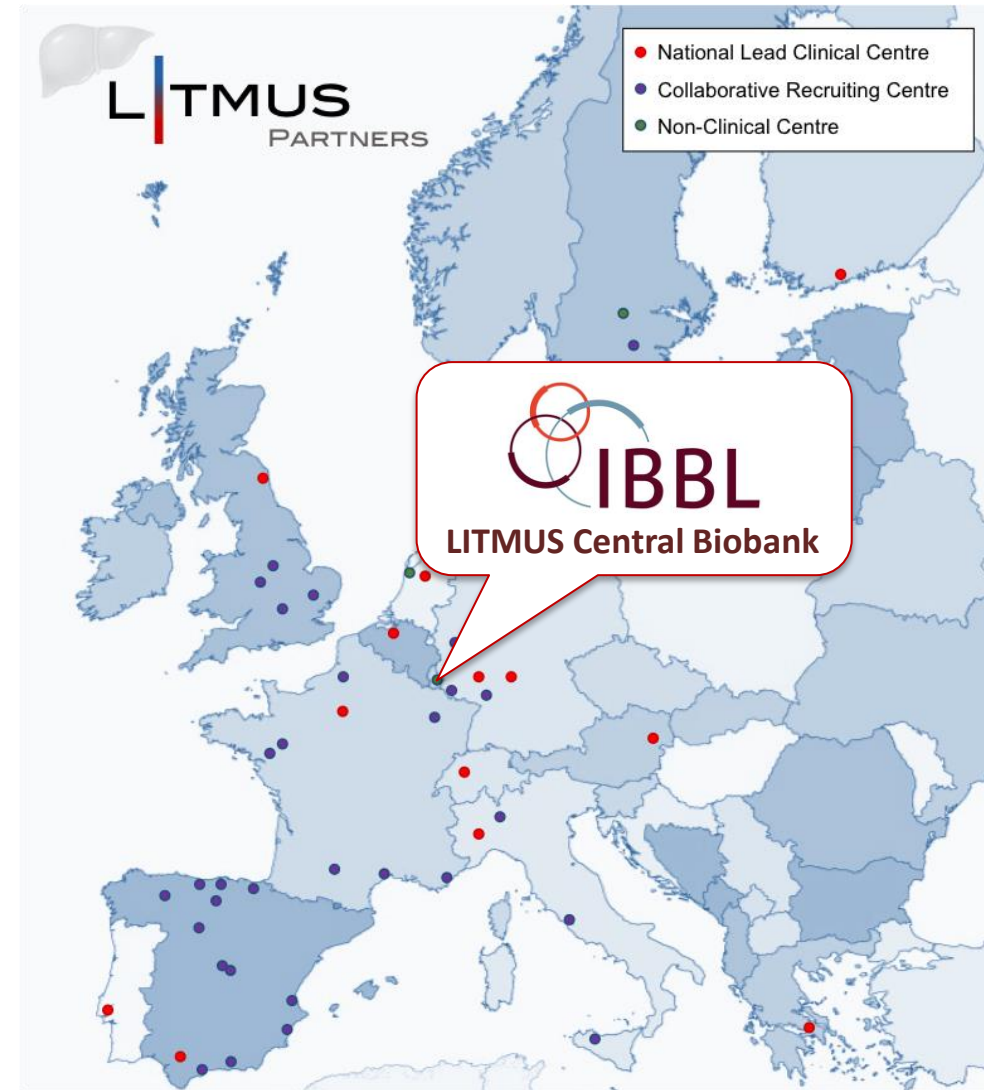 LITMUS
PARTNERS
National Lead Clinical Centre
Collaborative Recruiting Centre
Non-Clinical Centre
IBBL
LITMUS Central Biobank